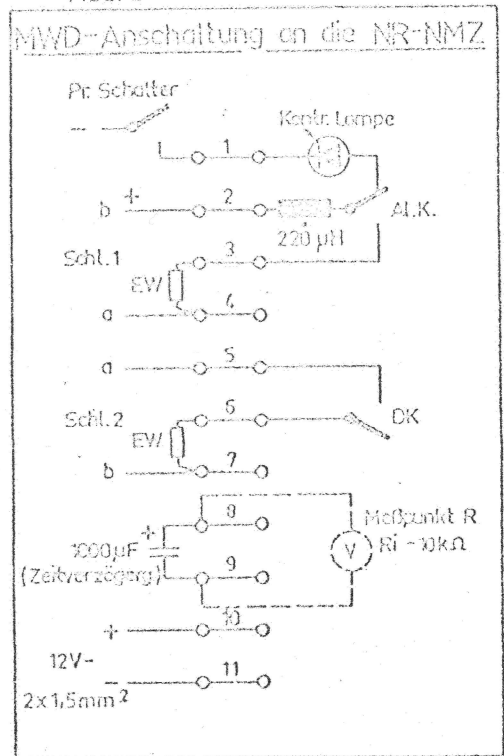 MWD-Anschaltung an die NR-NMZ
Pr. Schalter
Kontr. Lampe
1
b + 2 Al.K.
220 µH
Schl.1 3
EW
a 4
a 5
Schl.2 6 DK
EW
b 7
8 Meßpunkt R
+ V Ri ~10kΩ
1000µF 9
(Zeitverzögerg)
+ 10
12V-
- 11
2x1,5mm²